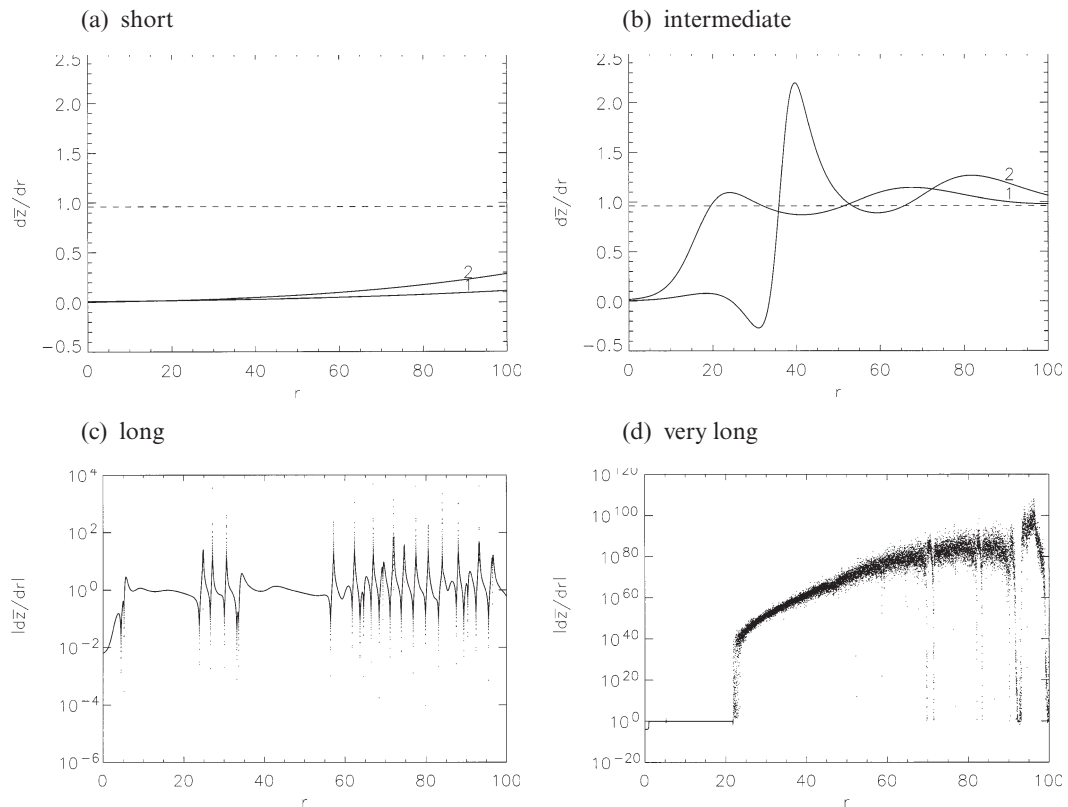 (a) short
2.5
2.0
1.5
1.0
0.5
0.0
−0.5
dz̅/dr
2
1
0 20 40 60 80 100
r
(b) intermediate
2.5
2.0
1.5
1.0
0.5
0.0
−0.5
dz̅/dr
2
1
0 20 40 60 80 100
r
(c) long
10^4
10^2
10^0
10^−2
10^−4
10^−6
|dz̅/dr|
0 20 40 60 80 100
r
(d) very long
10^120
10^100
10^80
10^60
10^40
10^20
10^0
10^−20
|dz̅/dr|
0 20 40 60 80 100
r